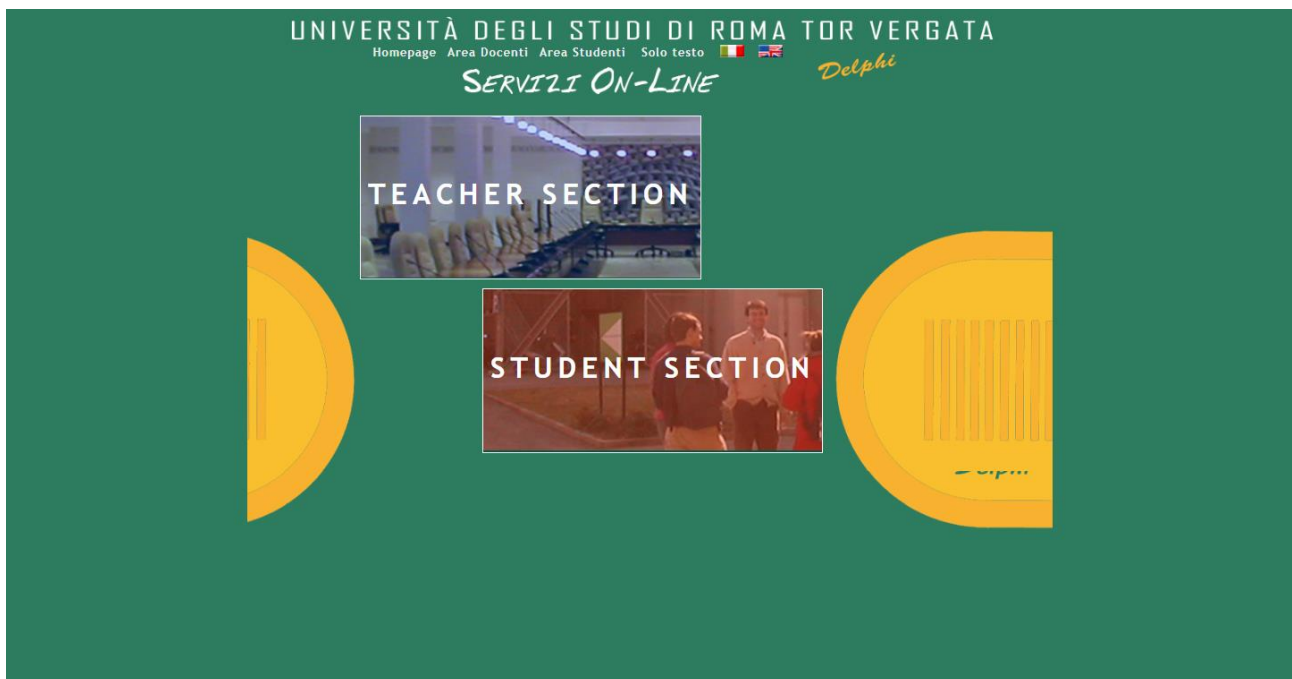 UNIVERSITÀ DEGLI STUDI DI ROMA TOR VERGATA
Homepage Area Docenti Area Studenti Solo testo
Delphi
SERVIZI ON-LINE
TEACHER SECTION
STUDENT SECTION
Delphi